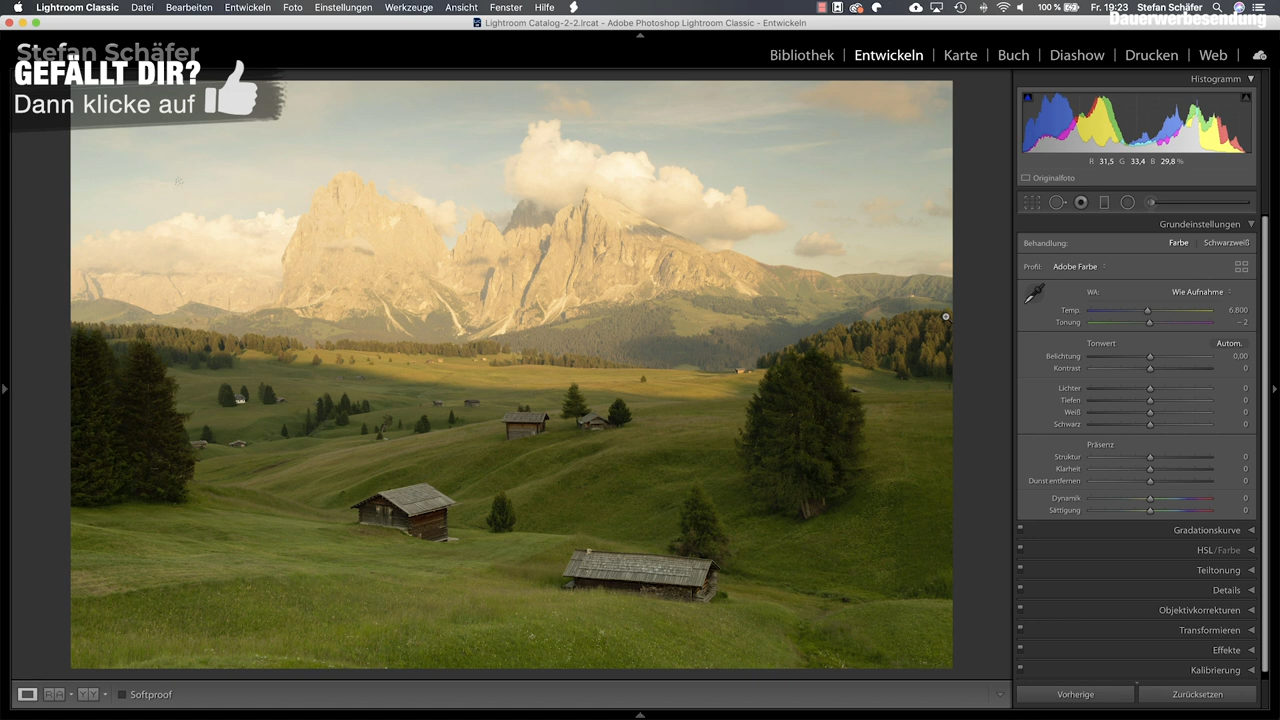 Lightroom Classic Datei Bearbeiten Entwickeln Foto Einstellungen Werkzeuge Ansicht Fenster Hilfe 100 % Fr. 19:23 Stefan Schäfer
Lightroom Catalog-2-2.lrcat - Adobe Photoshop Lightroom Classic - Entwickeln
Dauerwerbesendung
Stefan Schäfer
GEFÄLLT DIR?
Dann klicke auf
Bibliothek | Entwickeln | Karte | Buch | Diashow | Drucken | Web
Histogramm
R 31,5 G 33,4 B 29,8 %
Originalfoto
Grundeinstellungen
Behandlung: Farbe | Schwarzweiß
Profil: Adobe Farbe
WA: Wie Aufnahme
Temp. 6.800
Tonung – 2
Tonwert Autom.
Belichtung 0,00
Kontrast 0
Lichter 0
Tiefen 0
Weiß 0
Schwarz 0
Präsenz
Struktur 0
Klarheit 0
Dunst entfernen 0
Dynamik 0
Sättigung 0
Gradationskurve
HSL / Farbe
Teiltonung
Details
Objektivkorrekturen
Transformieren
Effekte
Kalibrierung
Softproof
Vorherige Zurücksetzen